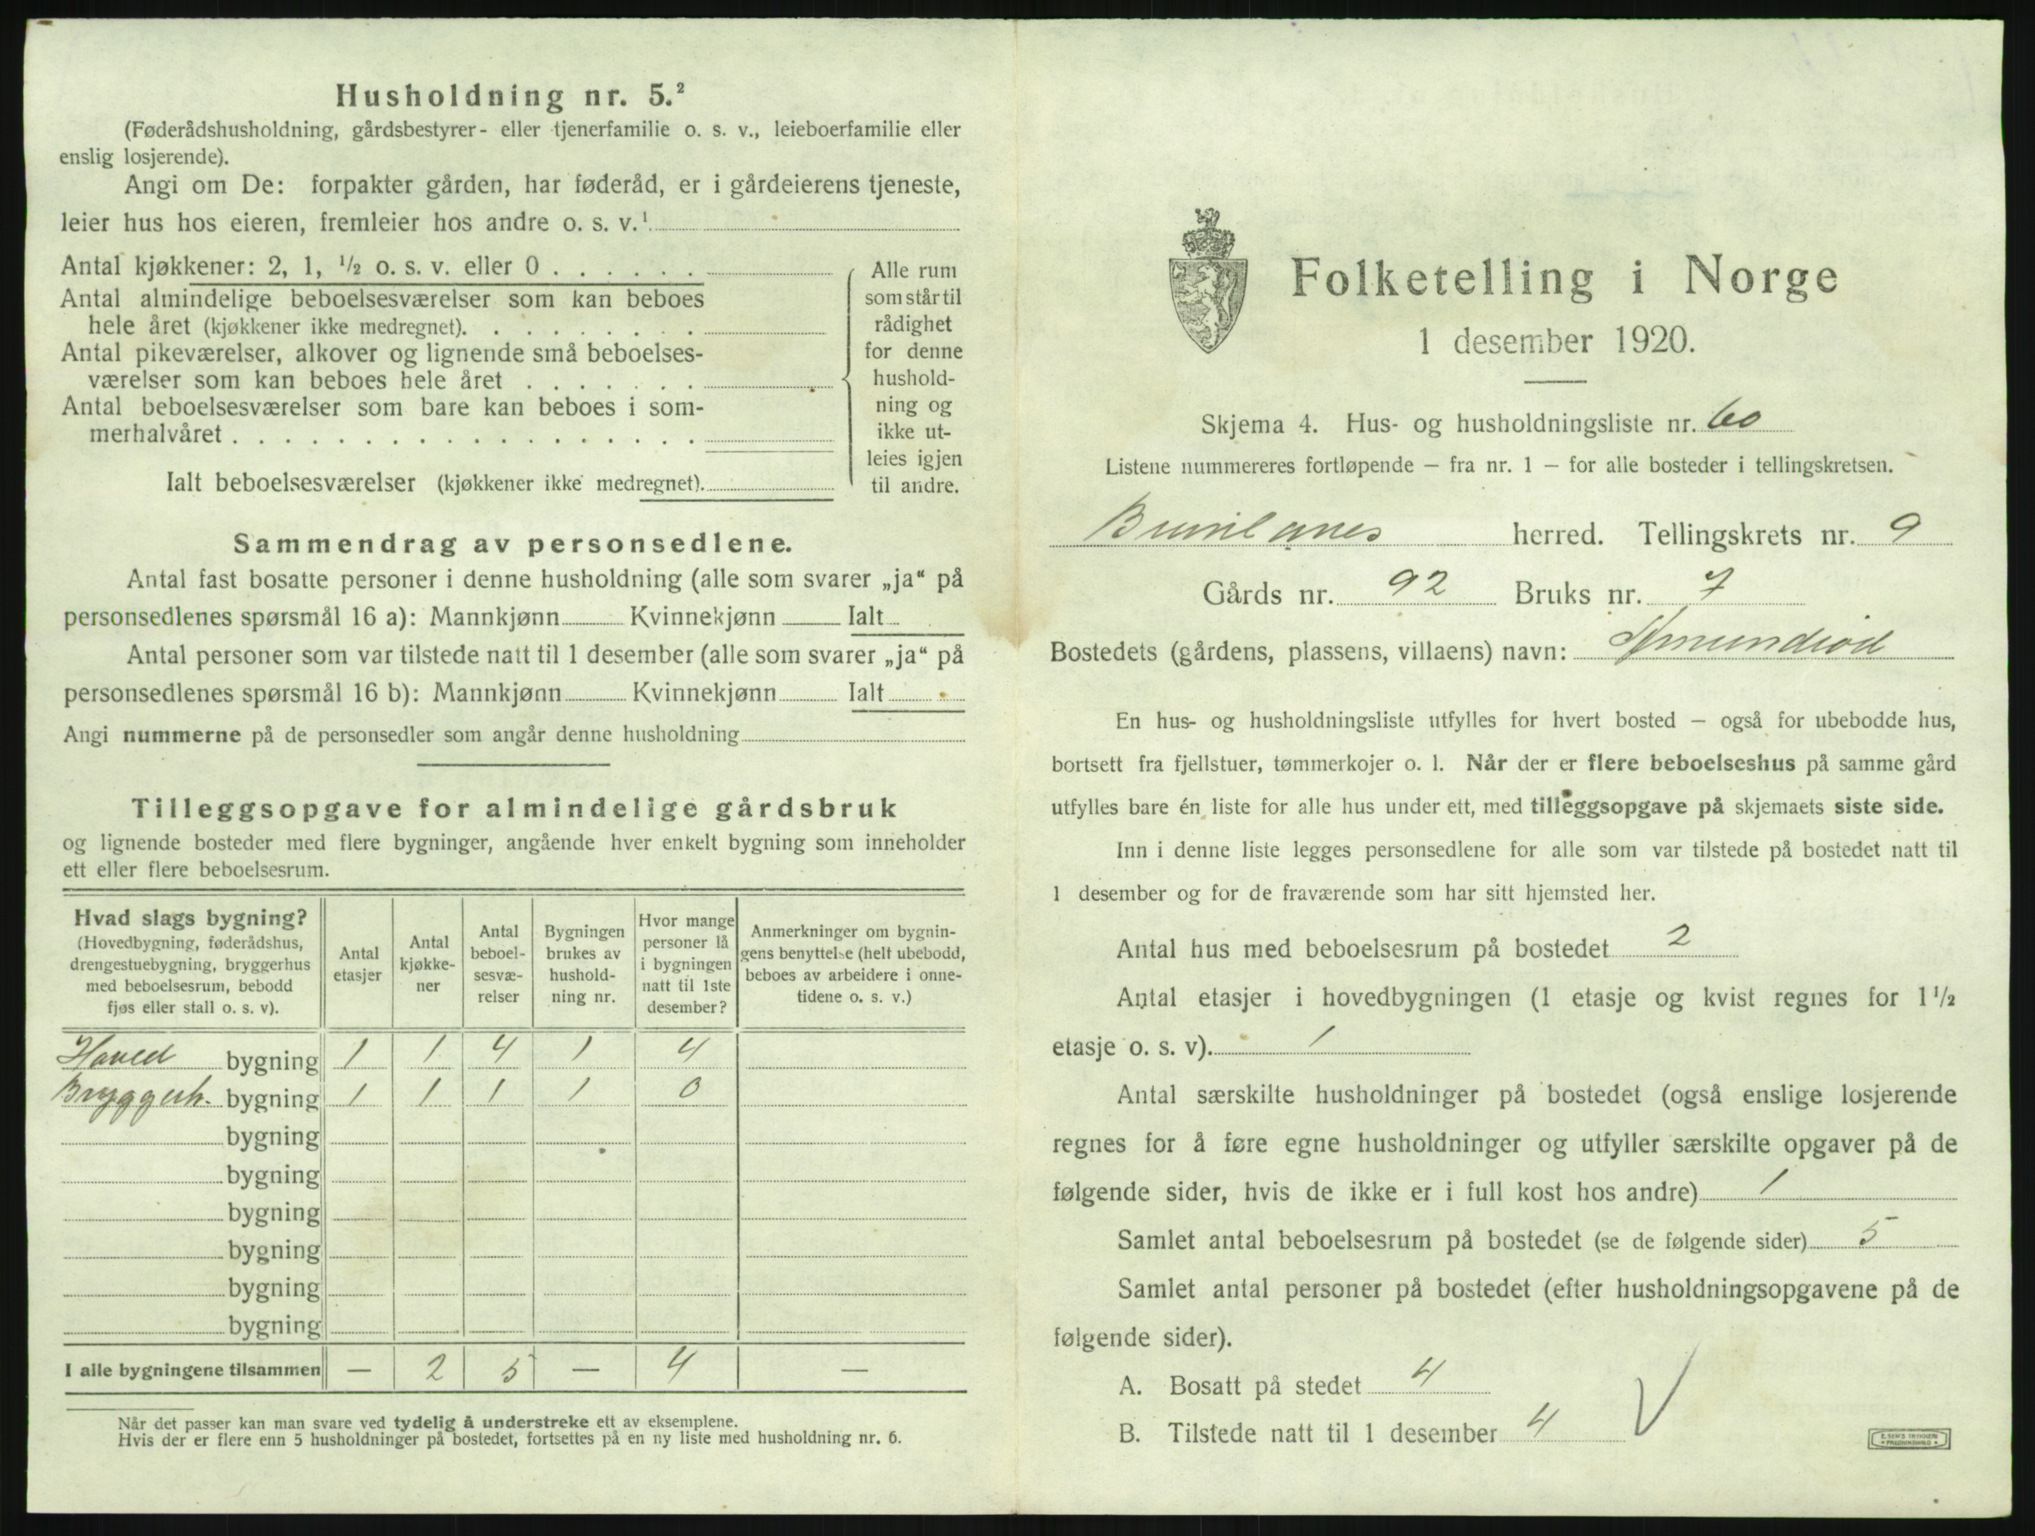 Husholdning nr. 5.²
(Føderådshusholdning, gårdsbestyrer- eller tjenerfamilie o. s. v., leieboerfamilie eller
enslig losjerende).
Angi om De: forpakter gården, har føderåd, er i gårdeierens tjeneste,
leier hus hos eieren, fremleier hos andre o. s. v.¹
Antal kjøkkener: 2, 1, ½ o. s. v. eller 0 . . . . . .
Antal almindelige beboelsesværelser som kan beboes
hele året (kjøkkener ikke medregnet). . . . . . . . .
Antal pikeværelser, alkover og lignende små beboelses-
værelser som kan beboes hele året . . . . . . .
Antal beboelsesværelser som bare kan beboes i som-
merhalvåret . . . . . . . . . . . . . . . . . .
Ialt beboelsesværelser (kjøkkener ikke medregnet).
Alle rum
som står til
rådighet
for denne
hushold-
ning og
ikke ut-
leies igjen
til andre.
Sammendrag av personsedlene.
Antal fast bosatte personer i denne husholdning (alle som svarer „ja“ på
personsedlenes spørsmål 16 a): Mannkjønn Kvinnekjønn Ialt
Antal personer som var tilstede natt til 1 desember (alle som svarer „ja“ på
personsedlenes spørsmål 16 b): Mannkjønn Kvinnekjønn Ialt
Angi nummerne på de personsedler som angår denne husholdning
Tilleggsopgave for almindelige gårdsbruk
og lignende bosteder med flere bygninger, angående hver enkelt bygning som inneholder
ett eller flere beboelsesrum.
Hvad slags bygning?
(Hovedbygning, føderådshus,
drengestuebygning, bryggerhus
med beboelsesrum, bebodd
fjøs eller stall o. s. v).
Antal
etasjer
Antal
kjøkke-
ner
Antal
beboel-
sesvæ-
relser
Bygningen
brukes av
hushold-
ning nr.
Hvor mange
personer lå
i bygningen
natt til 1ste
desember?
Anmerkninger om bygnin-
gens benyttelse (helt ubebodd,
beboes av arbeidere i onne-
tidene o. s. v.)
Hoved bygning 1 1 4 1 4
Bryggerh. bygning 1 1 1 1 0
bygning
bygning
bygning
bygning
bygning
bygning
I alle bygningene tilsammen — 2 5 — 4 —
Når det passer kan man svare ved tydelig å understreke ett av eksemplene.
Hvis der er flere enn 5 husholdninger på bostedet, fortsettes på en ny liste med husholdning nr. 6.
Folketelling i Norge
1 desember 1920.
Skjema 4. Hus- og husholdningsliste nr. 60
Listene nummereres fortløpende – fra nr. 1 – for alle bosteder i tellingskretsen.
Brunlanes herred. Tellingskrets nr. 9
Gårds nr. 92 Bruks nr. 7
Bostedets (gårdens, plassens, villaens) navn: Amundrød
En hus- og husholdningsliste utfylles for hvert bosted – også for ubebodde hus,
bortsett fra fjellstuer, tømmerkojer o. l. Når der er flere beboelseshus på samme gård
utfylles bare én liste for alle hus under ett, med tilleggsopgave på skjemaets siste side.
Inn i denne liste legges personsedlene for alle som var tilstede på bostedet natt til
1 desember og for de fraværende som har sitt hjemsted her.
Antal hus med beboelsesrum på bostedet 2
Antal etasjer i hovedbygningen (1 etasje og kvist regnes for 1½
etasje o. s. v). 1
Antal særskilte husholdninger på bostedet (også enslige losjerende
regnes for å føre egne husholdninger og utfyller særskilte opgaver på de
følgende sider, hvis de ikke er i full kost hos andre) 1
Samlet antal beboelsesrum på bostedet (se de følgende sider) 5
Samlet antal personer på bostedet (efter husholdningsopgavene på de
følgende sider).
A. Bosatt på stedet 4
B. Tilstede natt til 1 desember 4